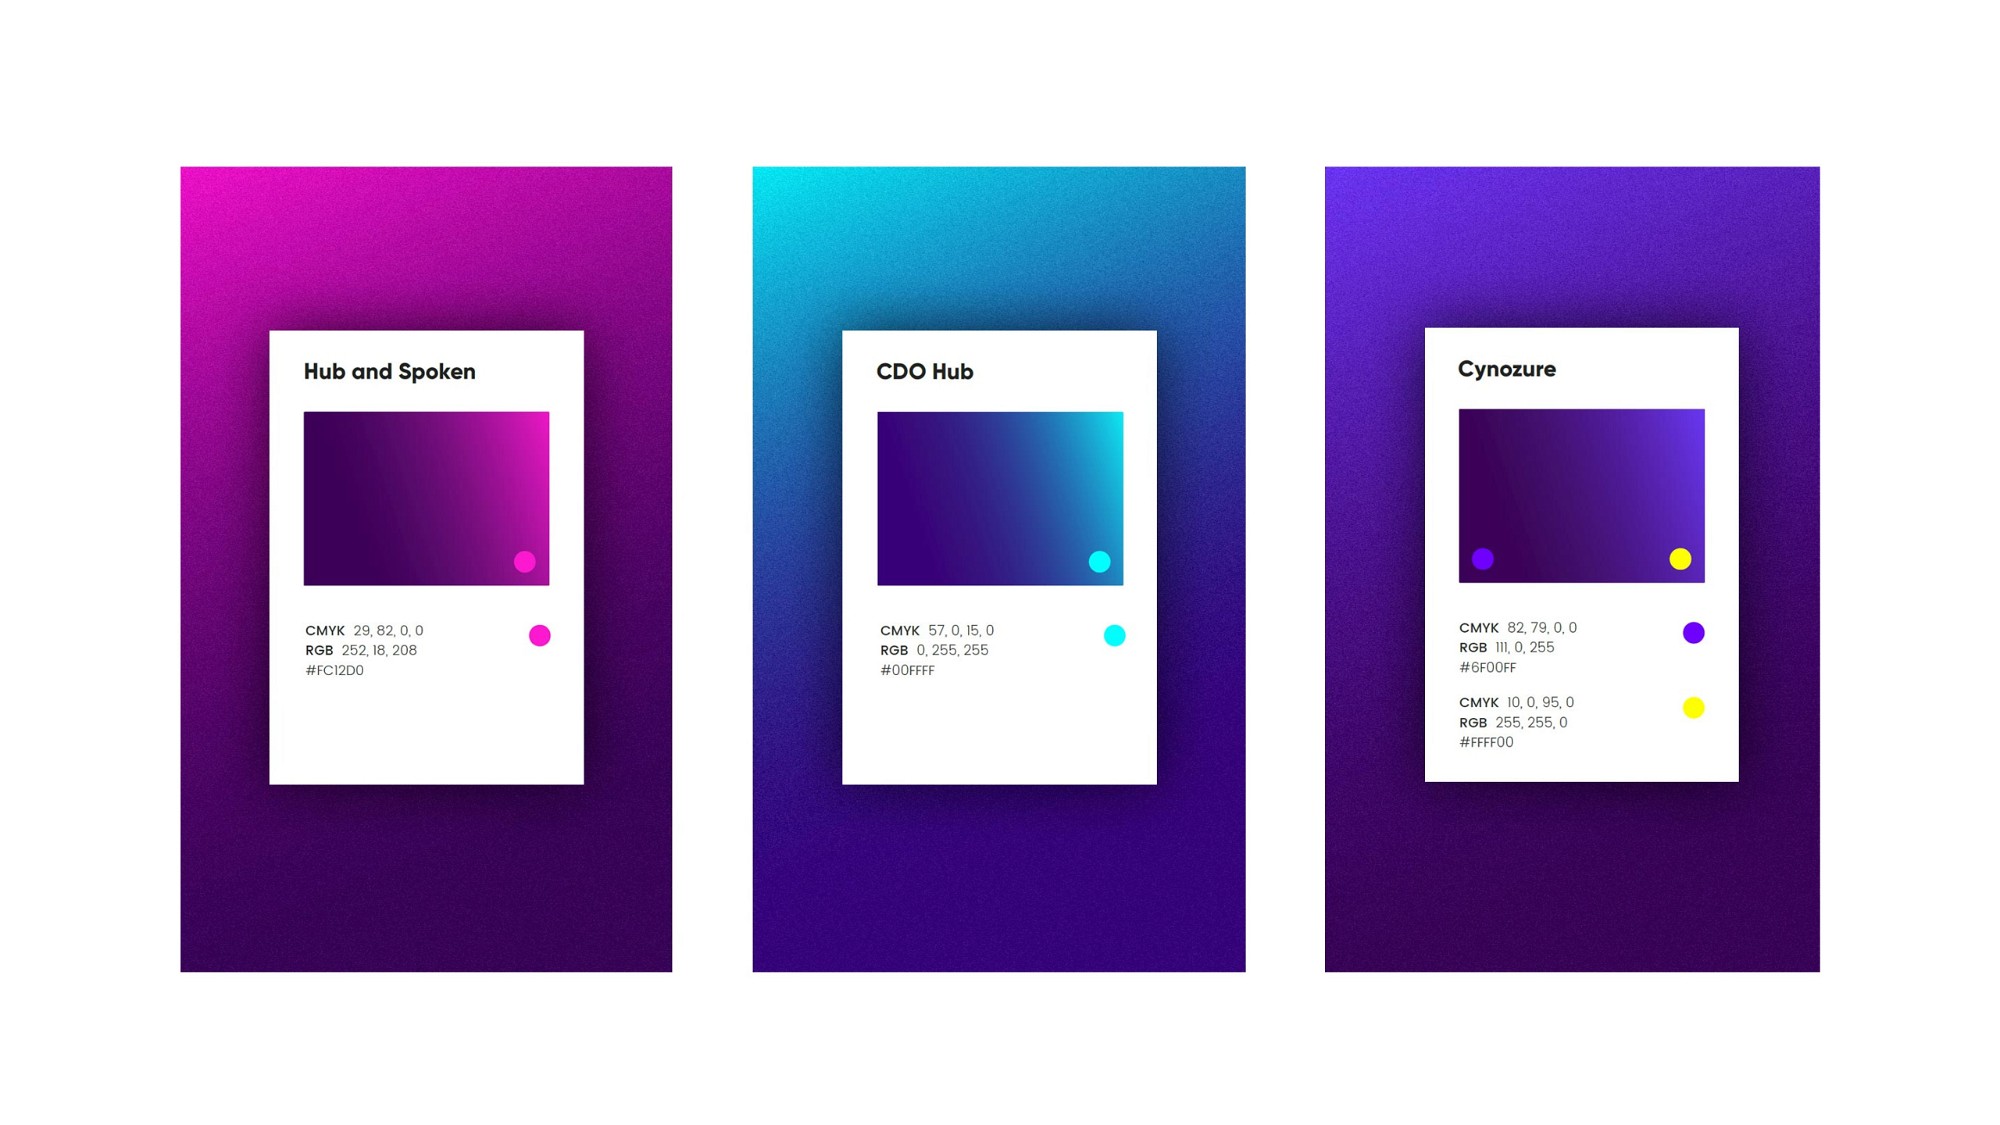 Hub and Spoken
CMYK 29, 82, 0, 0
RGB 252, 18, 208
#FC12D0
CDO Hub
CMYK 57, 0, 15, 0
RGB 0, 255, 255
#00FFFF
Cynozure
CMYK 82, 79, 0, 0
RGB 111, 0, 255
#6F00FF
CMYK 10, 0, 95, 0
RGB 255, 255, 0
#FFFF00